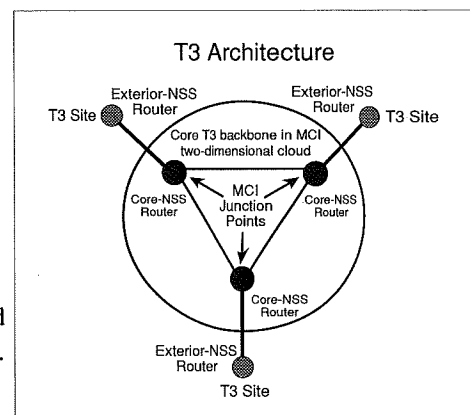 T3 Architecture
Exterior-NSS
Router
T3 Site
Exterior-NSS
Router
T3 Site
Core T3 backbone in MCI
two-dimensional cloud
Core-NSS
Router
MCI
Junction
Points
Core-NSS
Router
Core-NSS
Router
Exterior-NSS
Router
T3 Site
d
.